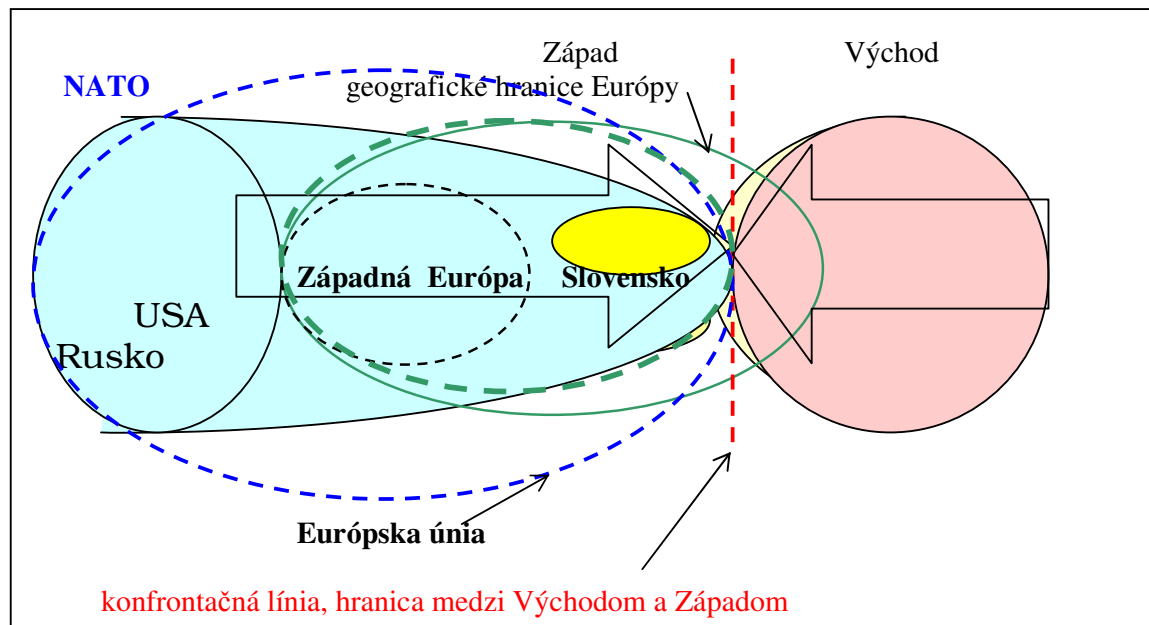 Západ
Východ
NATO
geografické hranice Európy
Západná Európa
Slovensko
USA
Rusko
Európska únia
konfrontačná línia, hranica medzi Východom a Západom